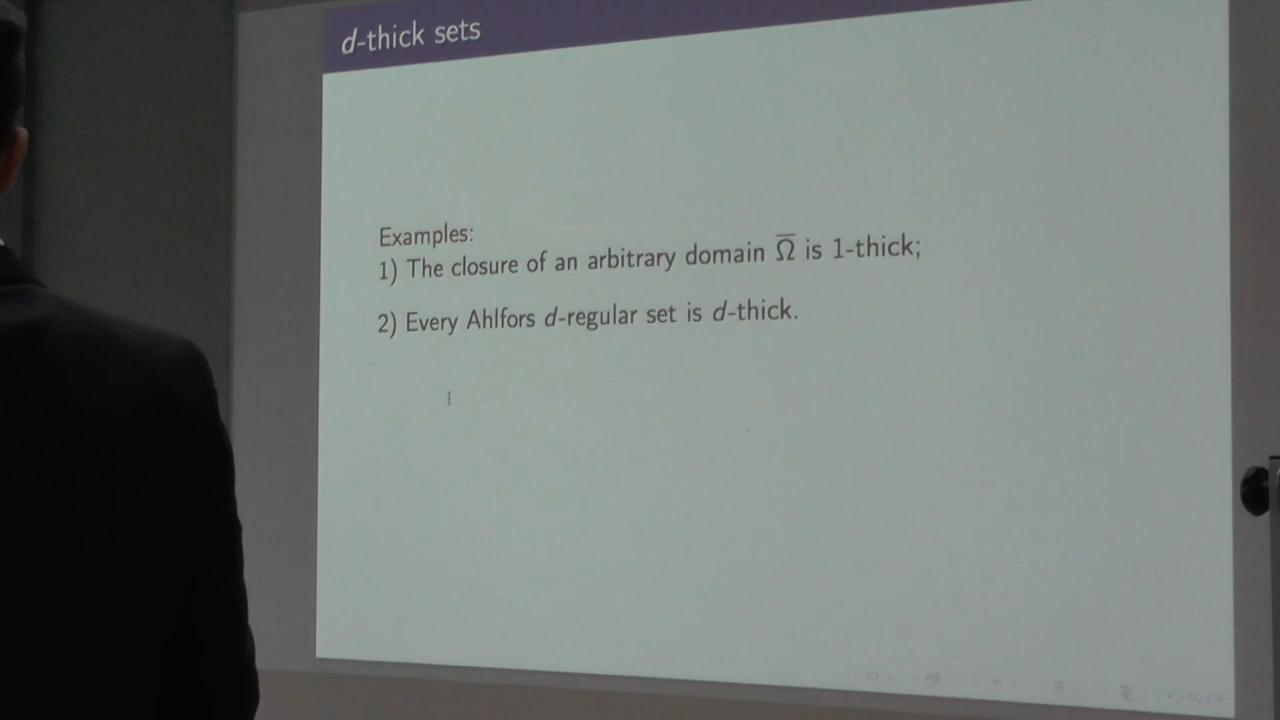 d-thick sets
Examples:
1) The closure of an arbitrary domain Ω̅ is 1-thick;
2) Every Ahlfors d-regular set is d-thick.